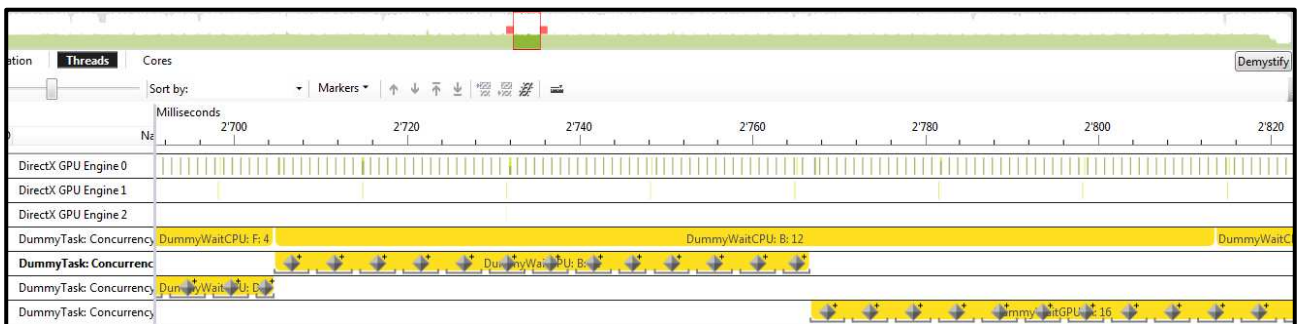 ation Threads Cores Demystify
Sort by: Markers
Milliseconds
Na 2'700 2'720 2'740 2'760 2'780 2'800 2'820
DirectX GPU Engine 0
DirectX GPU Engine 1
DirectX GPU Engine 2
DummyTask: Concurrency DummyWaitCPU: F: 4 DummyWaitCPU: B: 12 DummyWaitC
DummyTask: Concurrenc
DummyTask: Concurrency
DummyTask: Concurrency 16